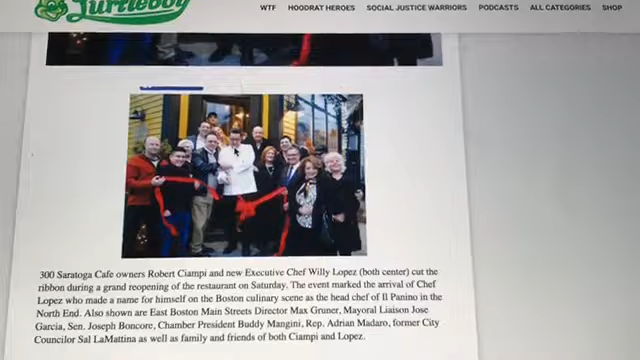 Turtleboy
WTF HOODRAT HEROES SOCIAL JUSTICE WARRIORS PODCASTS ALL CATEGORIES SHOP
300 Saratoga Cafe owners Robert Ciampi and new Executive Chef Willy Lopez (both center) cut the
ribbon during a grand reopening of the restaurant on Saturday. The event marked the arrival of Chef
Lopez who made a name for himself on the Boston culinary scene as the head chef of Il Panino in the
North End. Also shown are East Boston Main Streets Director Max Gruner, Mayoral Liaison Jose
Garcia, Sen. Joseph Boncore, Chamber President Buddy Mangini, Rep. Adrian Madaro, former City
Councilor Sal LaMattina as well as family and friends of both Ciampi and Lopez.